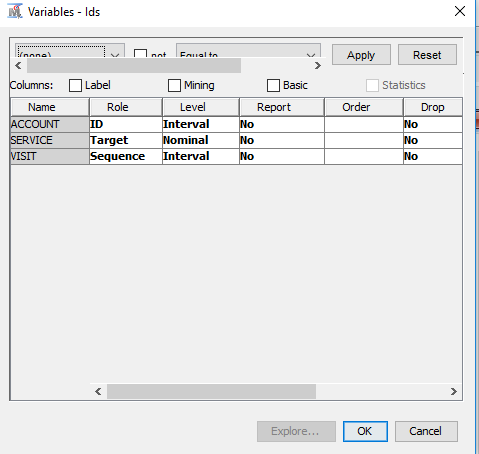 Variables - Ids
(none) not Equal to Apply Reset
Columns: Label Mining Basic Statistics
Name Role Level Report Order Drop
ACCOUNT ID Interval No No
SERVICE Target Nominal No No
VISIT Sequence Interval No No
Explore... OK Cancel